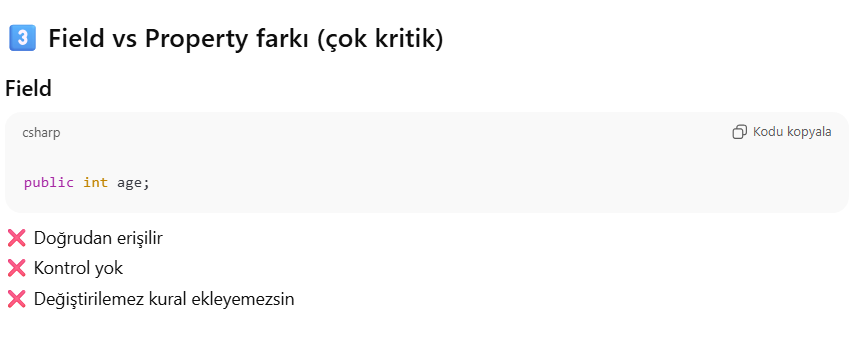 3 Field vs Property farkı (çok kritik)
Field
csharp
Kodu kopyala
public int age;
❌ Doğrudan erişilir
❌ Kontrol yok
❌ Değiştirilemez kural ekleyemezsin